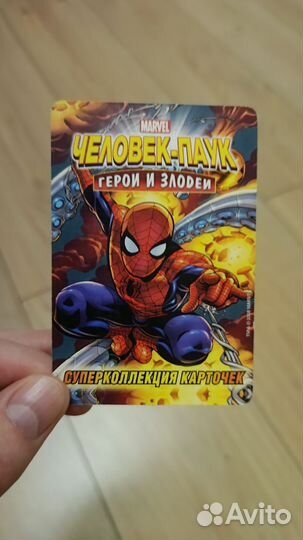 MARVEL
ЧЕЛОВЕК-ПАУК
ГЕРОИ И ЗЛОДЕИ
СУПЕРКОЛЛЕКЦИЯ КАРТОЧЕК
Avito